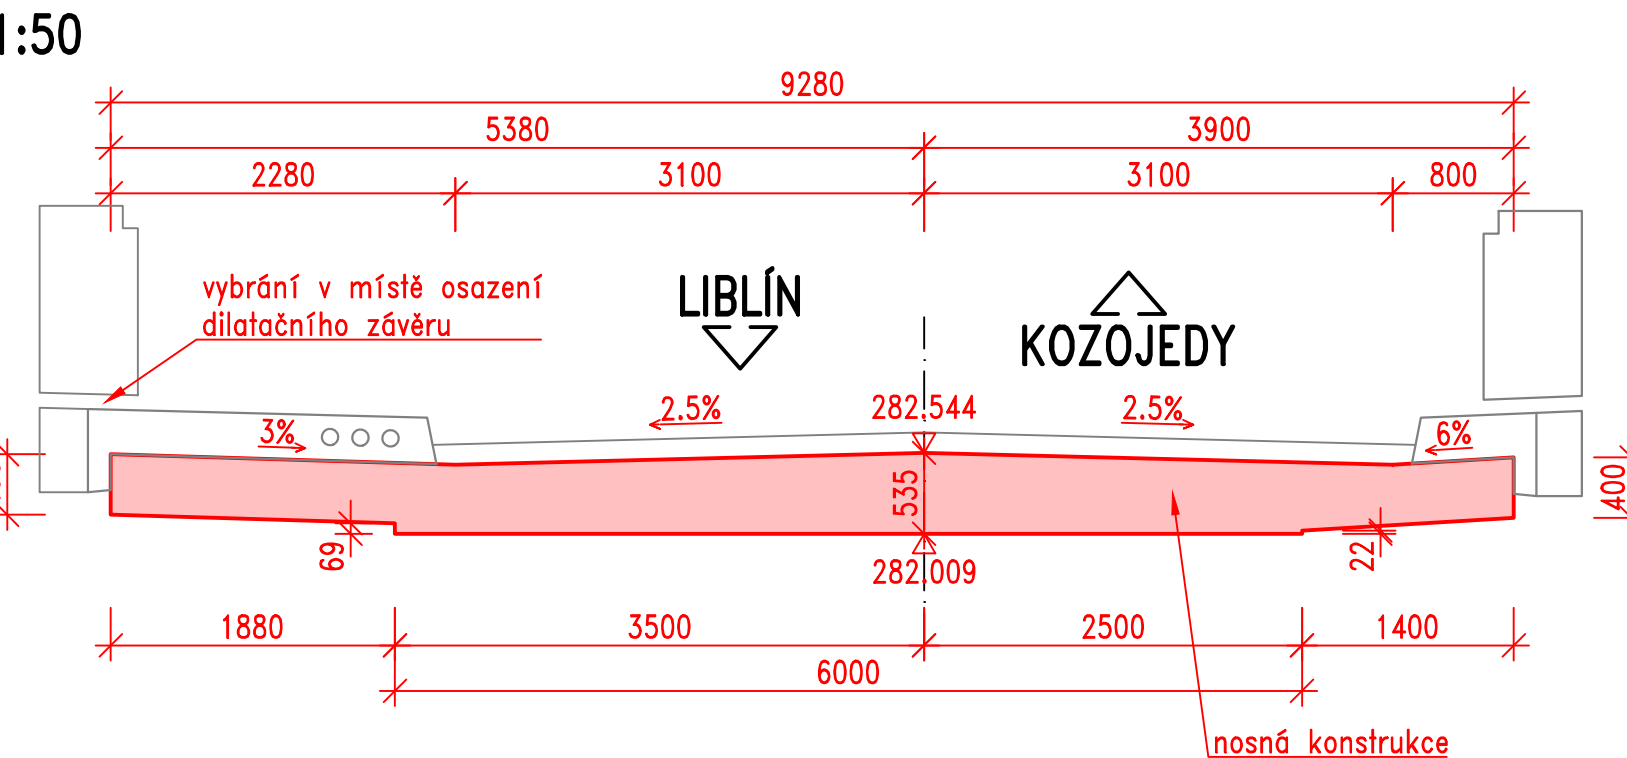 1:50
9280
5380 3900
2280 3100 3100 800
vybrání v místě osazení
dilatačního závěru
LIBLÍN
KOZOJEDY
3% 2.5% 282.544 2.5% 6%
535
400
69
22
282.009
1880 3500 2500 1400
6000
nosná konstrukce